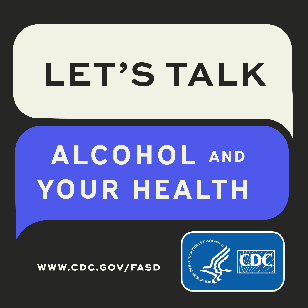 LET'S TALK
ALCOHOL AND
YOUR HEALTH
WWW.CDC.GOV/FASD
CDC